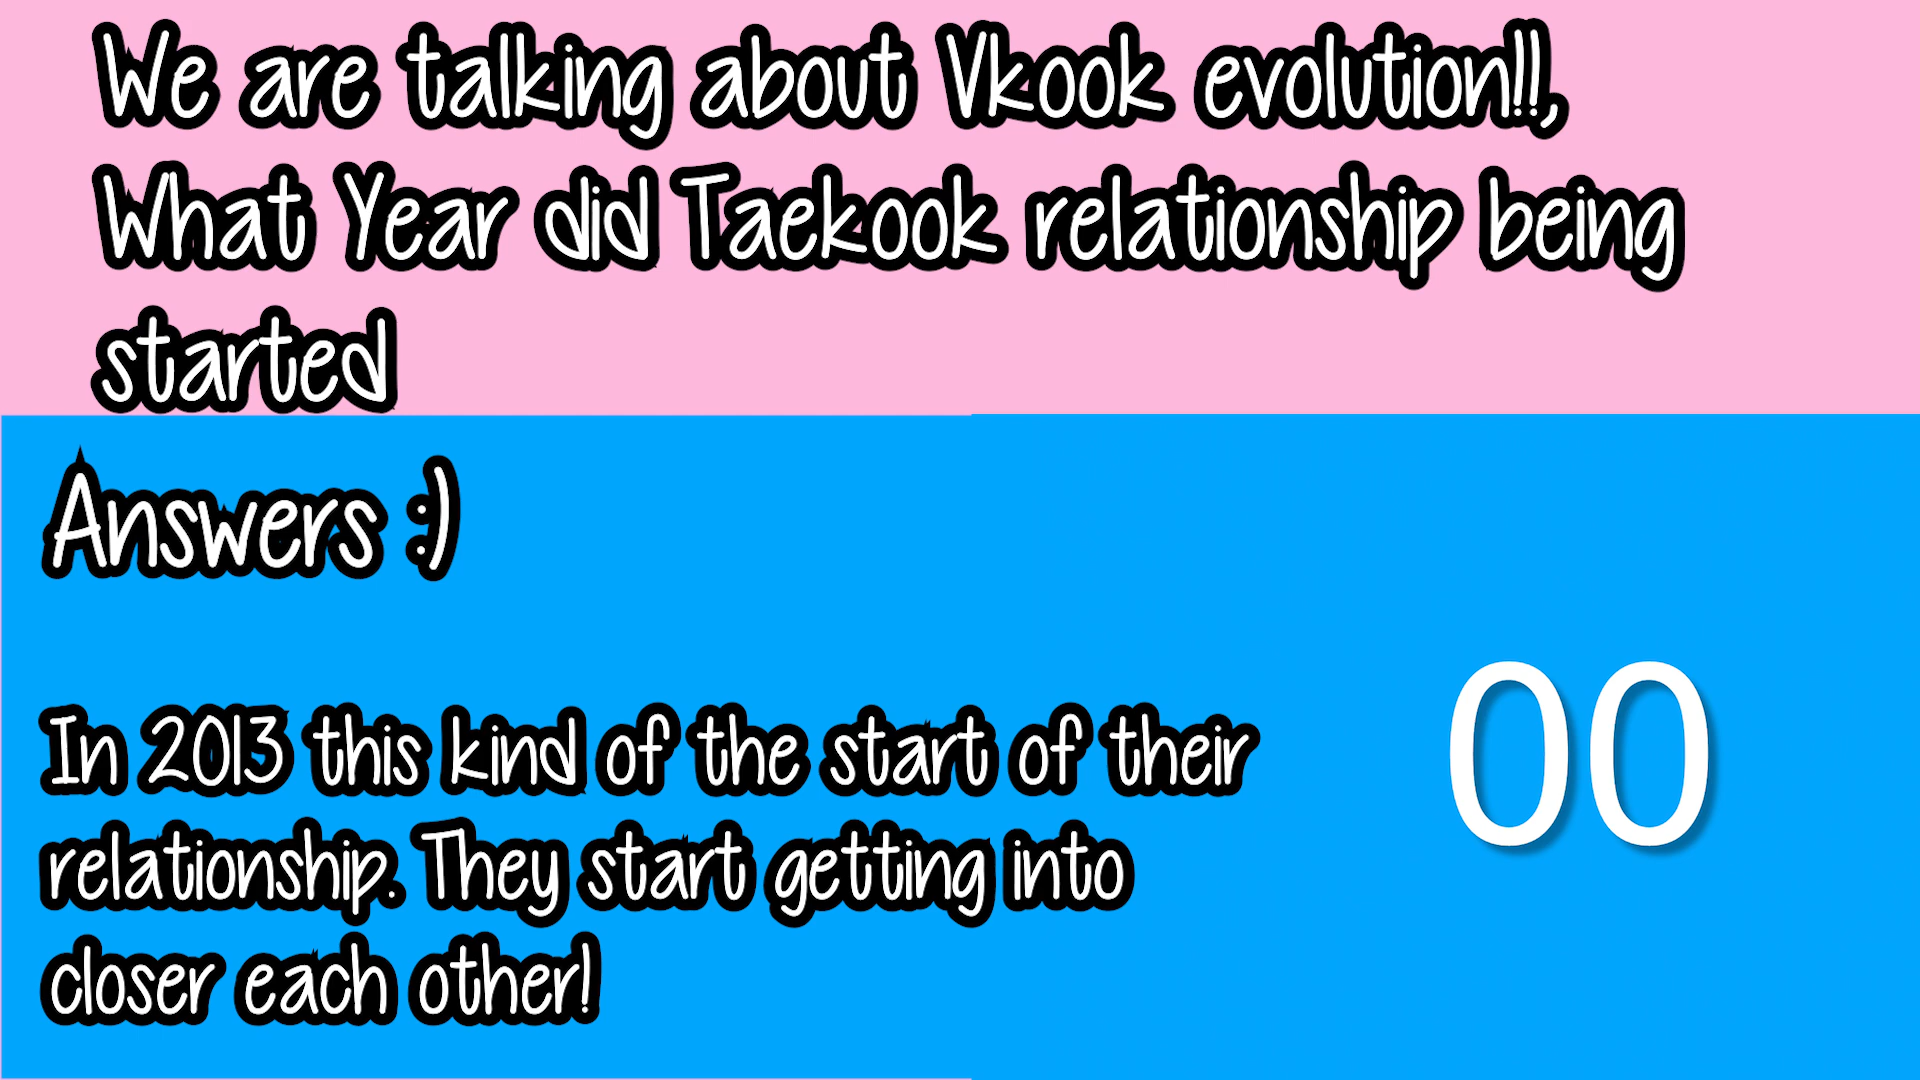 We are talking about Vkook evolution!!,
What Year did Taekook relationship being
started
Answers :)
In 2013 this kind of the start of their
relationship. They start getting into
closer each other!
00